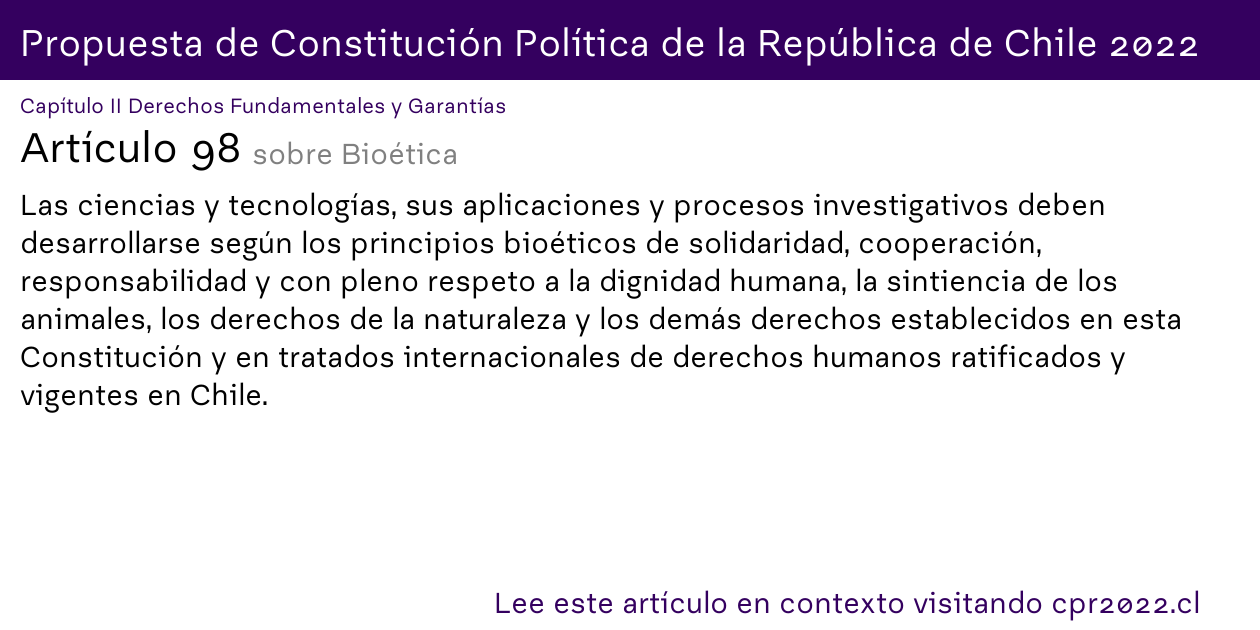 Propuesta de Constitución Política de la República de Chile 2022
Capítulo II Derechos Fundamentales y Garantías
Artículo 98 sobre Bioética
Las ciencias y tecnologías, sus aplicaciones y procesos investigativos deben
desarrollarse según los principios bioéticos de solidaridad, cooperación,
responsabilidad y con pleno respeto a la dignidad humana, la sintiencia de los
animales, los derechos de la naturaleza y los demás derechos establecidos en esta
Constitución y en tratados internacionales de derechos humanos ratificados y
vigentes en Chile.
Lee este artículo en contexto visitando cpr2022.cl